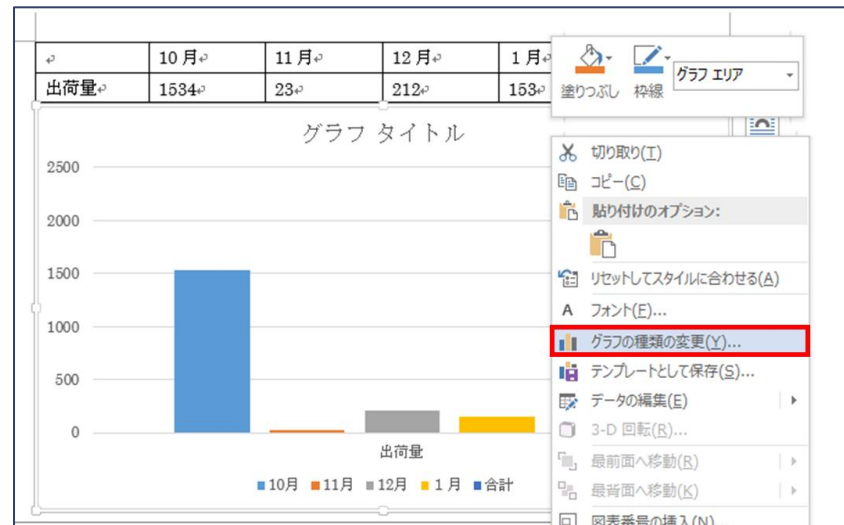 10 月 11 月 12 月 1 月
出荷量 1534 23 212 153
塗りつぶし 枠線 グラフ エリア
グラフ タイトル
2500
2000
1500
1000
500
0
出荷量
10月 11月 12月 1 月 合計
切り取り(T)
コピー(C)
貼り付けのオプション:
リセットしてスタイルに合わせる(A)
A フォント(F)...
グラフの種類の変更(Y)...
テンプレートとして保存(S)...
データの編集(E)
3-D 回転(R)...
最前面へ移動(R)
最背面へ移動(K)
図表番号の挿入(N)...